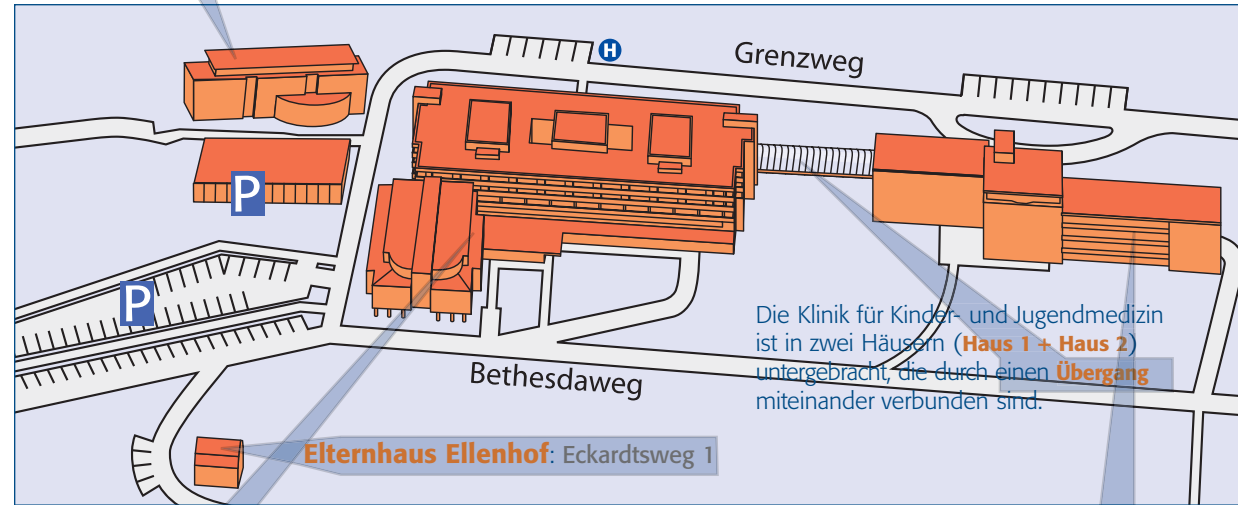 H
Grenzweg
P
P
Die Klinik für Kinder- und Jugendmedizin
ist in zwei Häusern (Haus 1 + Haus 2)
untergebracht, die durch einen Übergang
miteinander verbunden sind.
Bethesdaweg
Elternhaus Ellenhof: Eckardtsweg 1